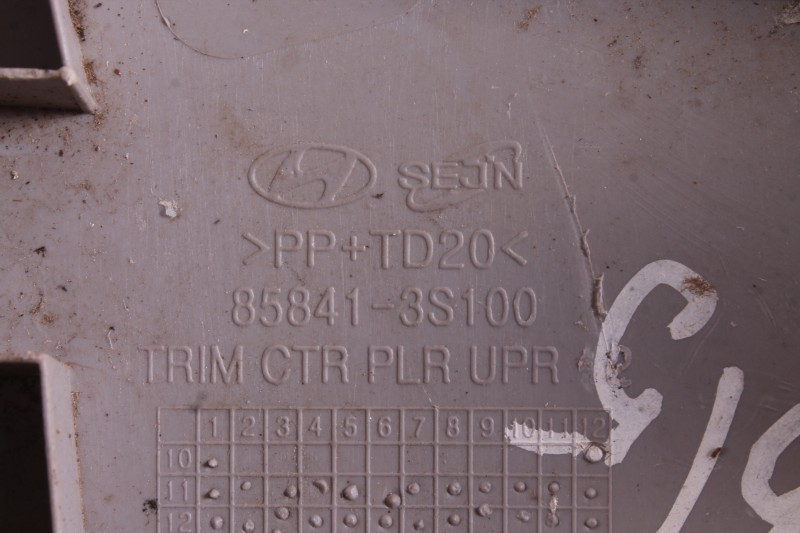 SEJIN
>PP+TD20<
85841-3S100
TRIM CTR PLR UPR
1 2 3 4 5 6 7 8 9 10 11 12
10
11
12